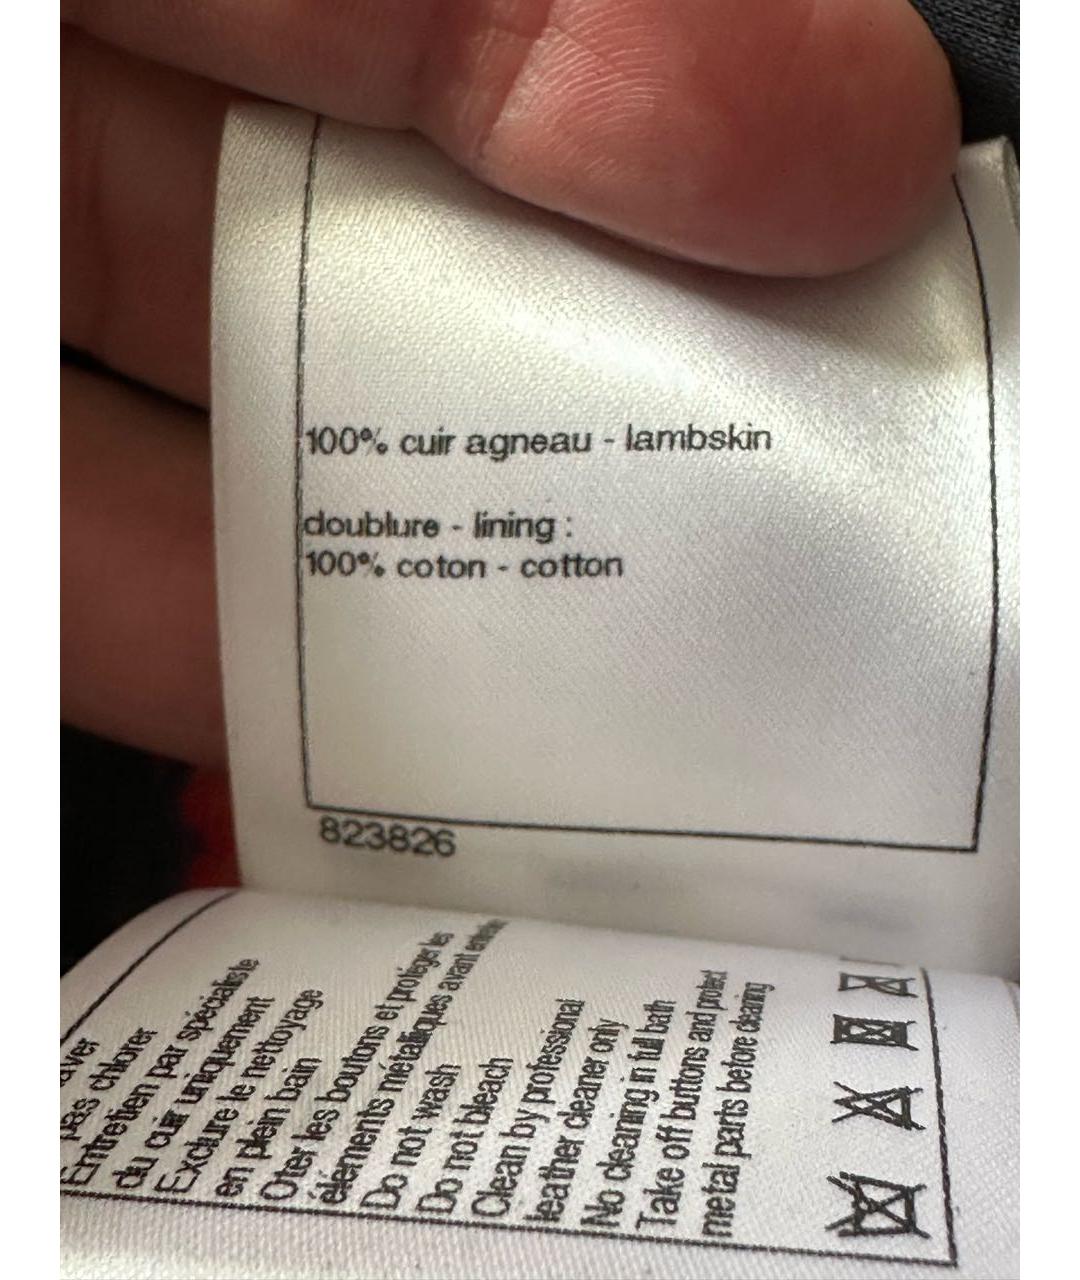 100% cuir agneau - lambskin
doublure - lining :
100% coton - cotton
823826
pas chlorer
Entretien par spécialiste
du cuir uniquement
Exclure le nettoyage
en plein bain
Oter les boutons et protéger les
éléments métalliques avant entretien
Do not wash
Do not bleach
Clean by professional
leather cleaner only
No cleaning in full bath
Take off buttons and protect
metal parts before cleaning